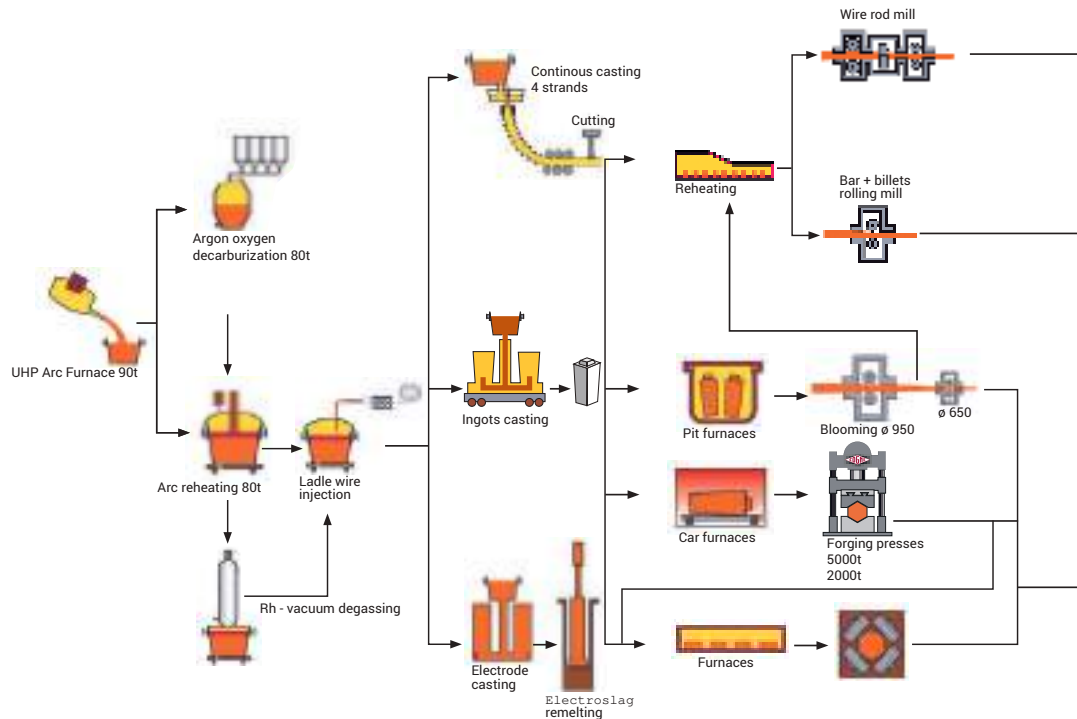 Wire rod mill
Continous casting
4 strands
Cutting
Reheating
Bar + billets
rolling mill
Argon oxygen
decarburization 80t
UHP Arc Furnace 90t
Ingots casting
Pit furnaces
Blooming ø 950
ø 650
Arc reheating 80t
Ladle wire
injection
Car furnaces
Forging presses
5000t
2000t
Rh - vacuum degassing
Electrode
casting
Electroslag
remelting
Furnaces